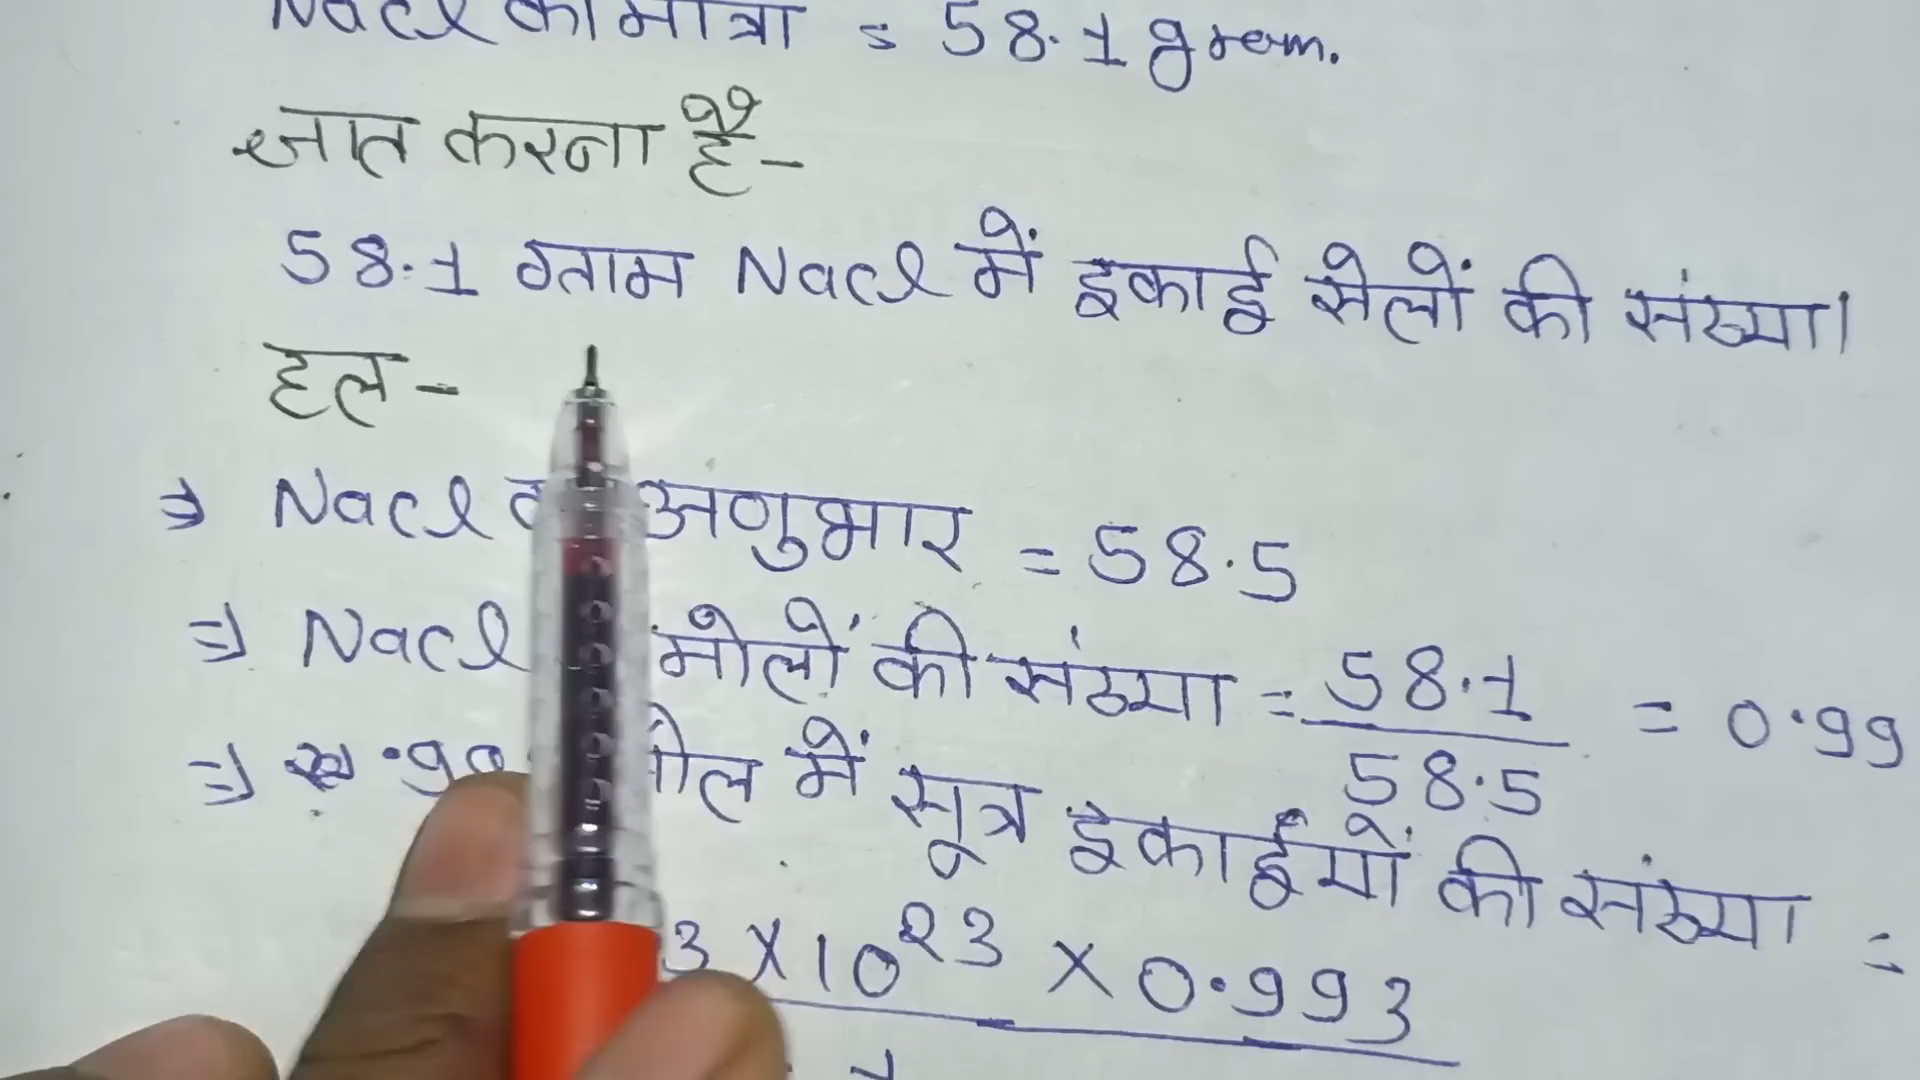 NaCl की मात्रा = 58.1 gram.
ज्ञात करना है -
58.1 ग्राम NaCl में इकाई सेलों की संख्या।
हल -
⇒ NaCl अणुभार = 58.5
⇒ NaCl मोलों की संख्या = 58.1 / 58.5 = 0.99
⇒ मोल में सूत्र इकाईयों की संख्या =
3 × 10²³ × 0.993
1